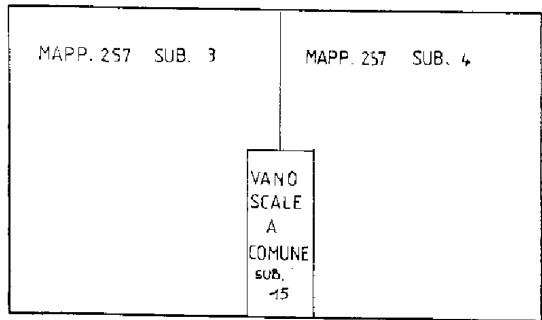 MAPP. 257 SUB. 3
MAPP. 257 SUB. 4
VANO
SCALE
A
COMUNE
SUB.
15